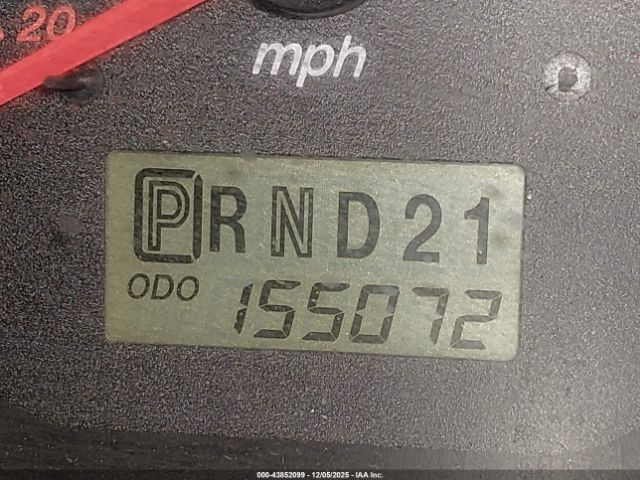 20
mph
PRND21
ODO 155072
000-43852099 - 12/05/2025 - © IAA Inc.